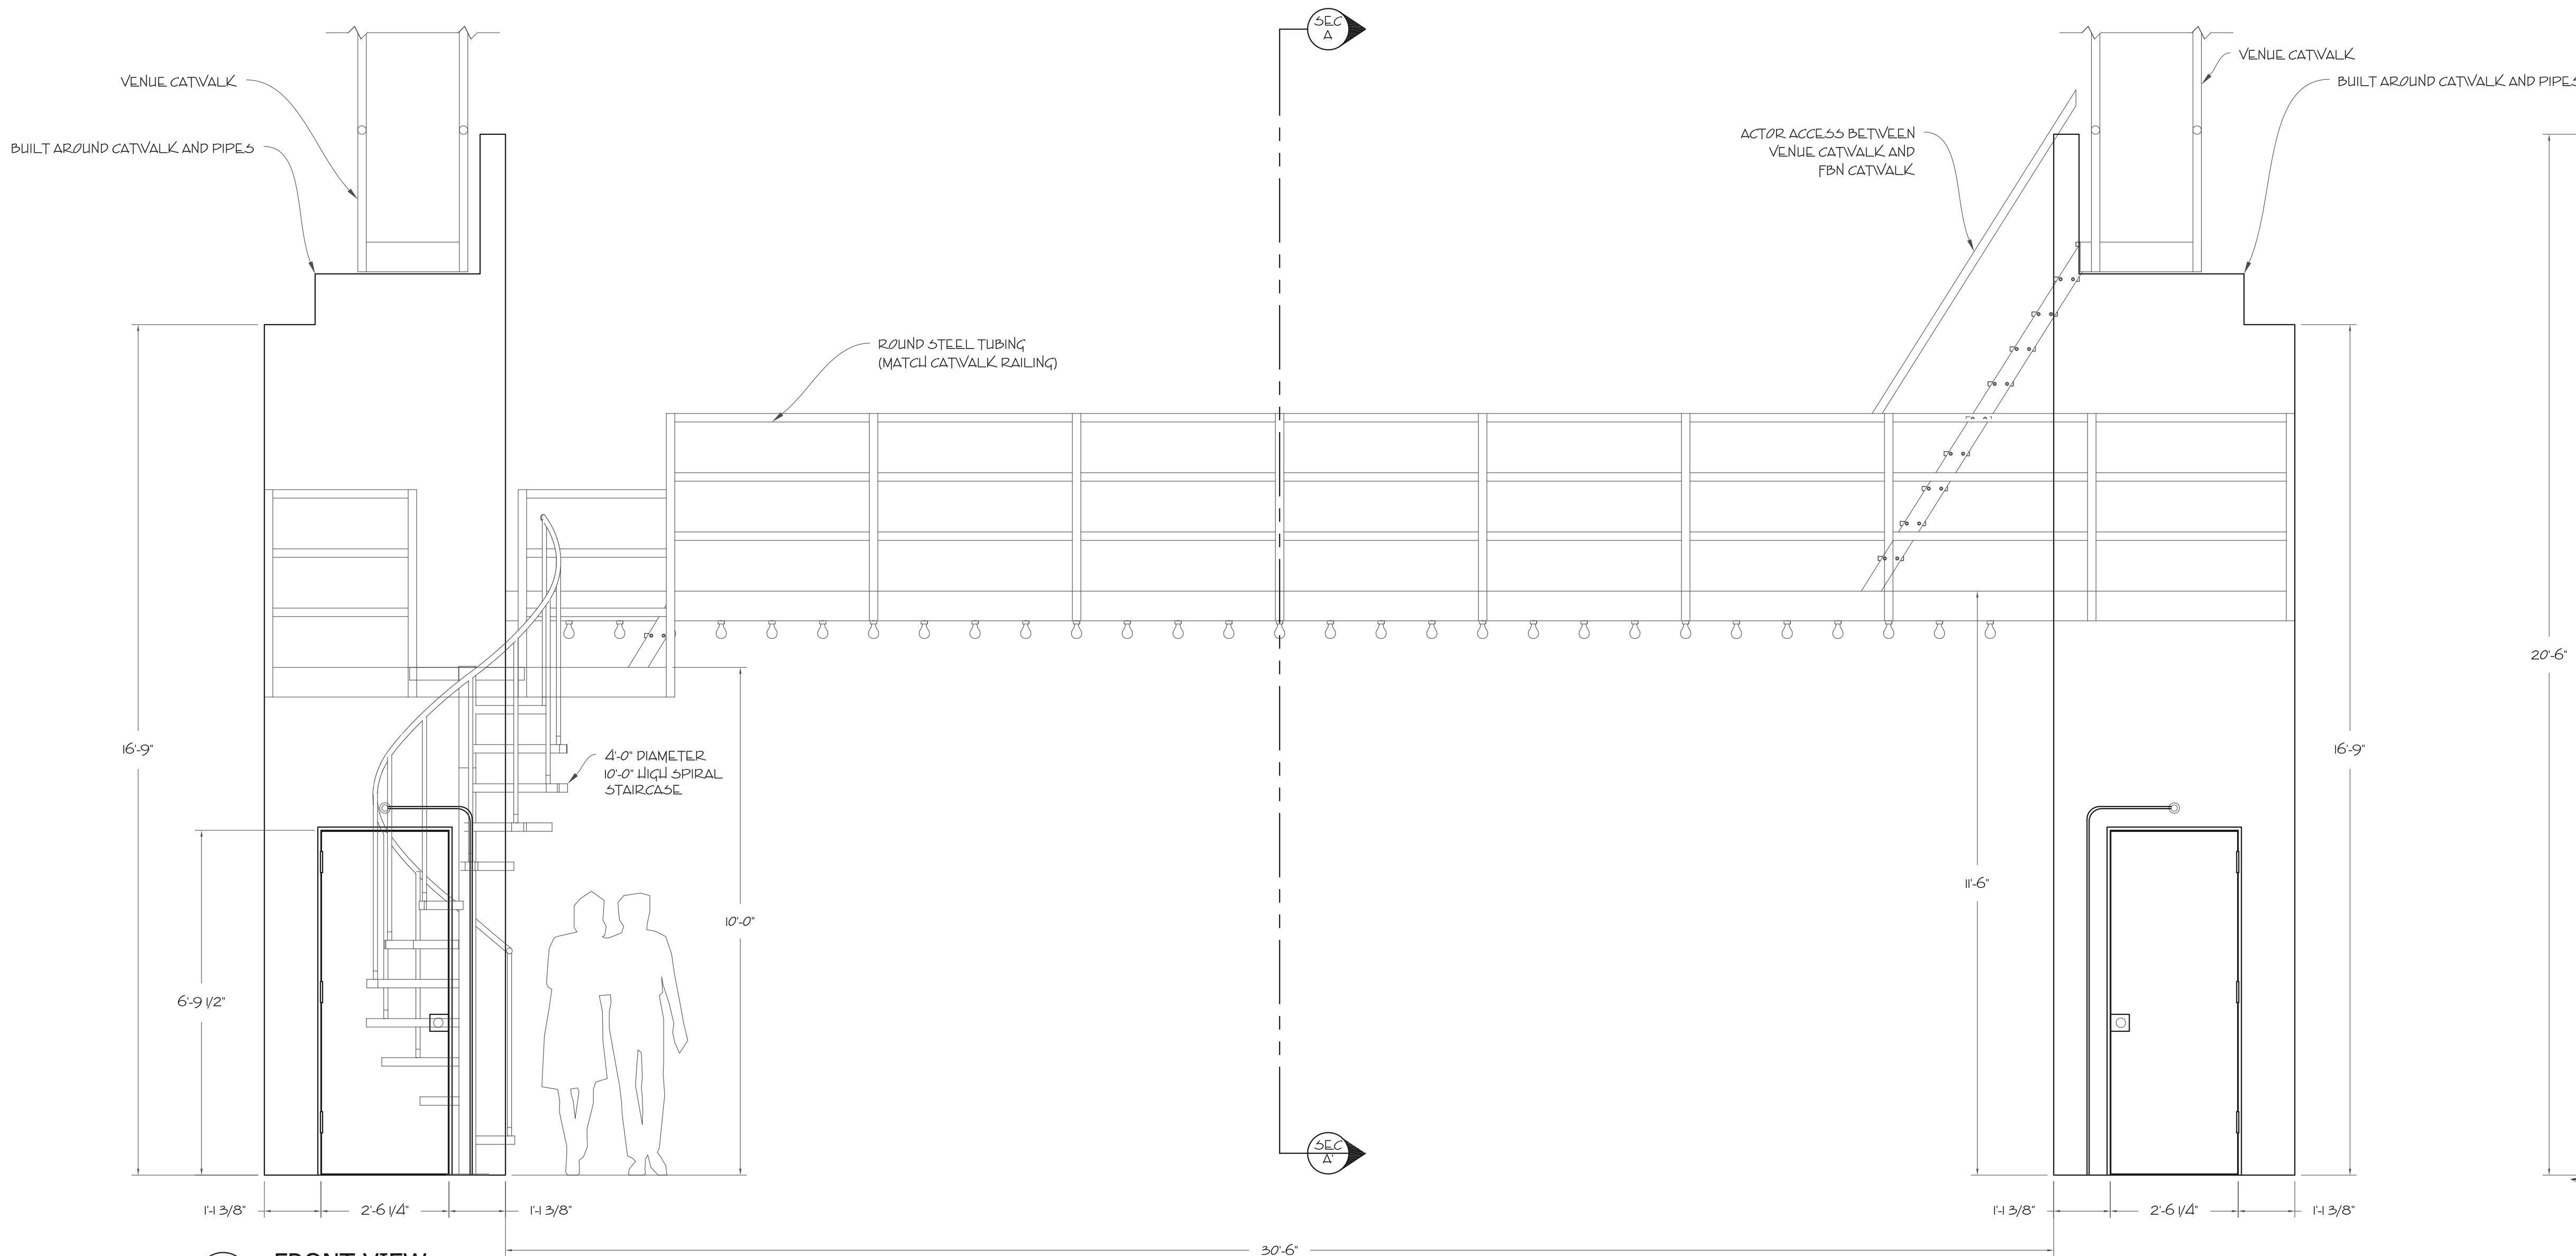 SEC
A
VENUE CATWALK
VENUE CATWALK
BUILT AROUND CATWALK AND PIPES
BUILT AROUND CATWALK AND PIPES
ACTOR ACCESS BETWEEN
VENUE CATWALK AND
FBN CATWALK
ROUND STEEL TUBING
(MATCH CATWALK RAILING)
20'-6"
16'-9"
16'-9"
4'-0" DIAMETER
10'-0" HIGH SPIRAL
STAIRCASE
11'-6"
10'-0"
6'-9 1/2"
SEC
A'
1'-1 3/8"
2'-6 1/4"
1'-1 3/8"
1'-1 3/8"
2'-6 1/4"
1'-1 3/8"
30'-6"
FRONT VIEW